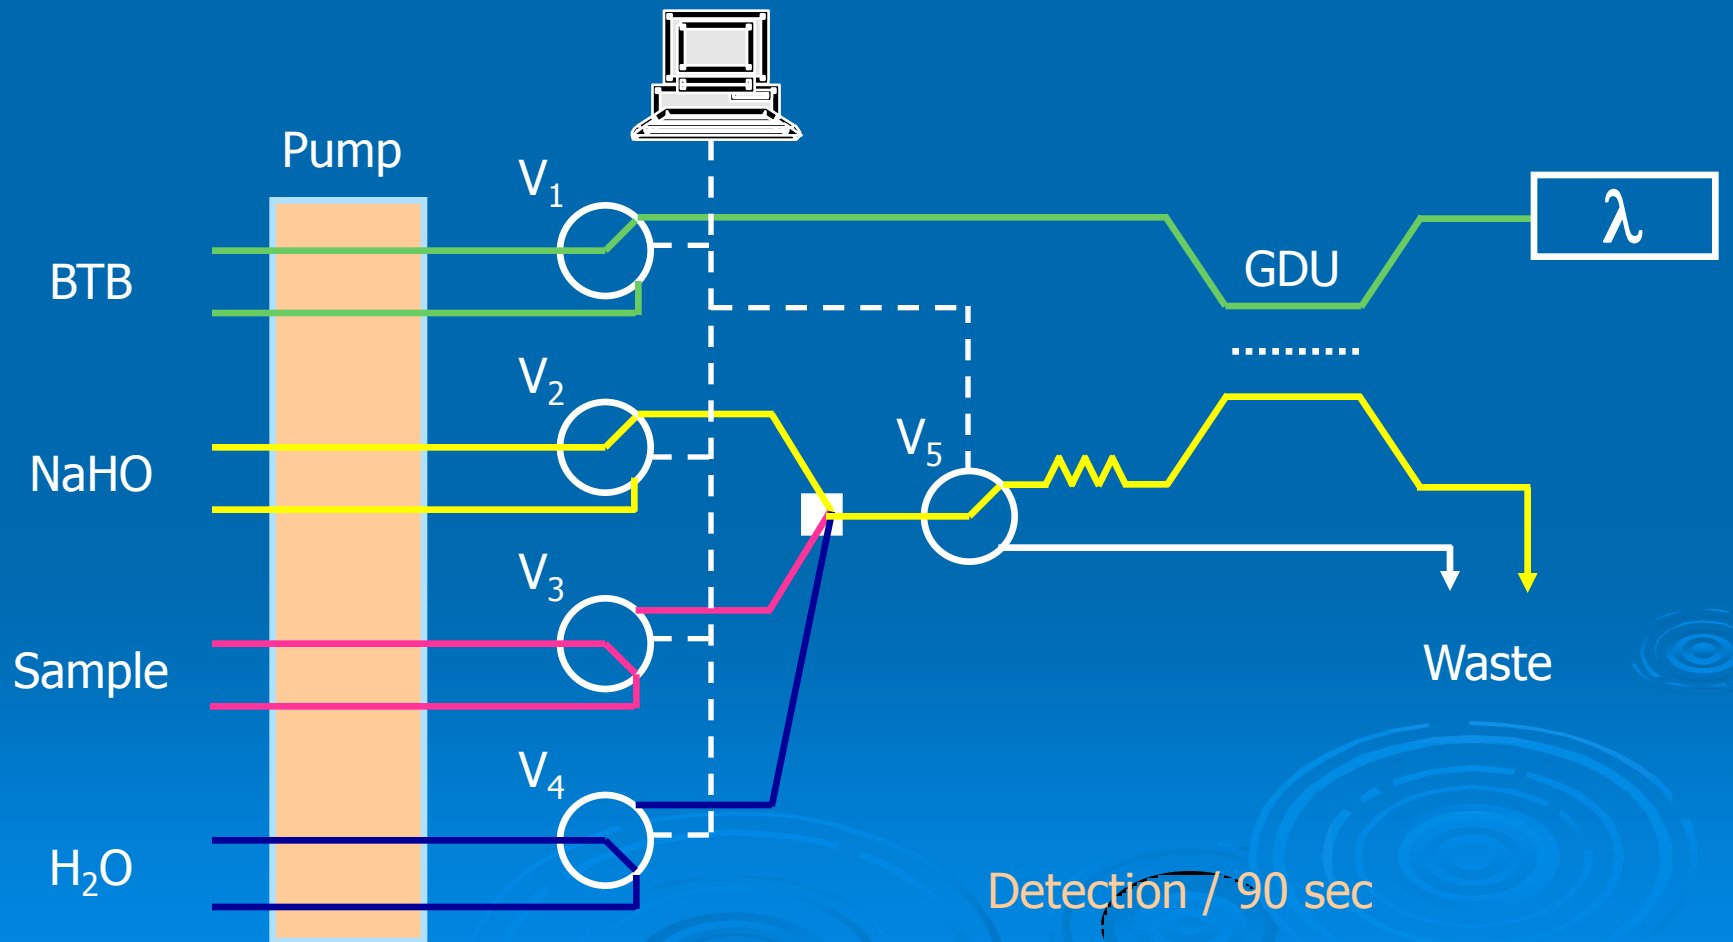 Pump
V₁
λ
GDU
BTB
V₂
V₅
NaHO
V₃
Sample
Waste
V₄
H₂O
Detection / 90 sec